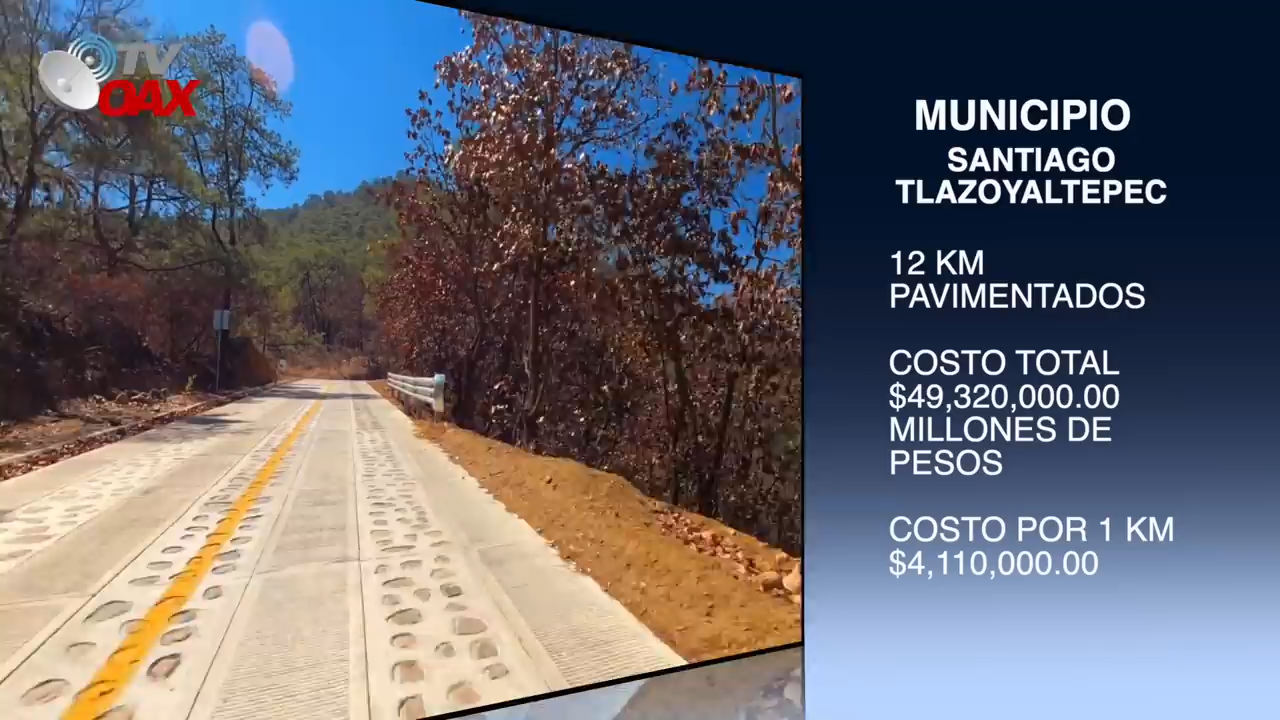 TV
OAX
MUNICIPIO
SANTIAGO
TLAZOYALTEPEC
12 KM
PAVIMENTADOS
COSTO TOTAL
$49,320,000.00
MILLONES DE
PESOS
COSTO POR 1 KM
$4,110,000.00